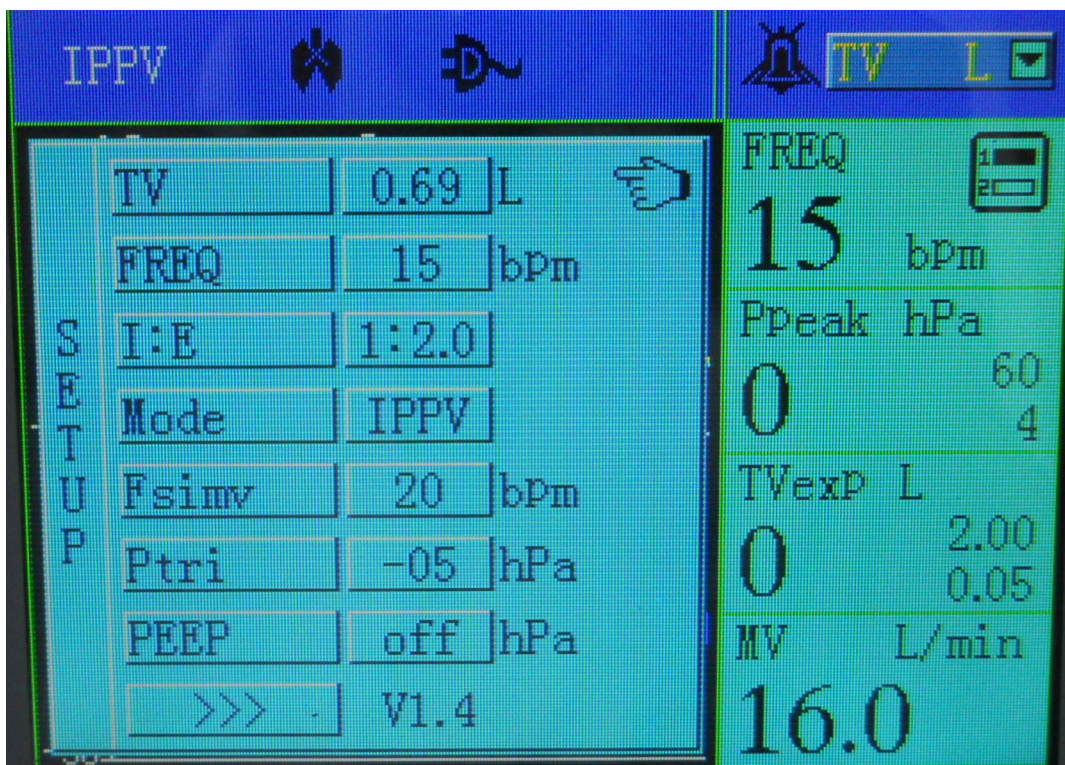 IPPV
TV L
SETUP
TV 0.69 L
FREQ 15 bpm
I:E 1:2.0
Mode IPPV
Fsimv 20 bpm
Ptri -05 hPa
PEEP off hPa
>>> V1.4
FREQ
1
2
15 bpm
Ppeak hPa
0 60
4
TVexp L
0 2.00
0.05
MV L/min
16.0